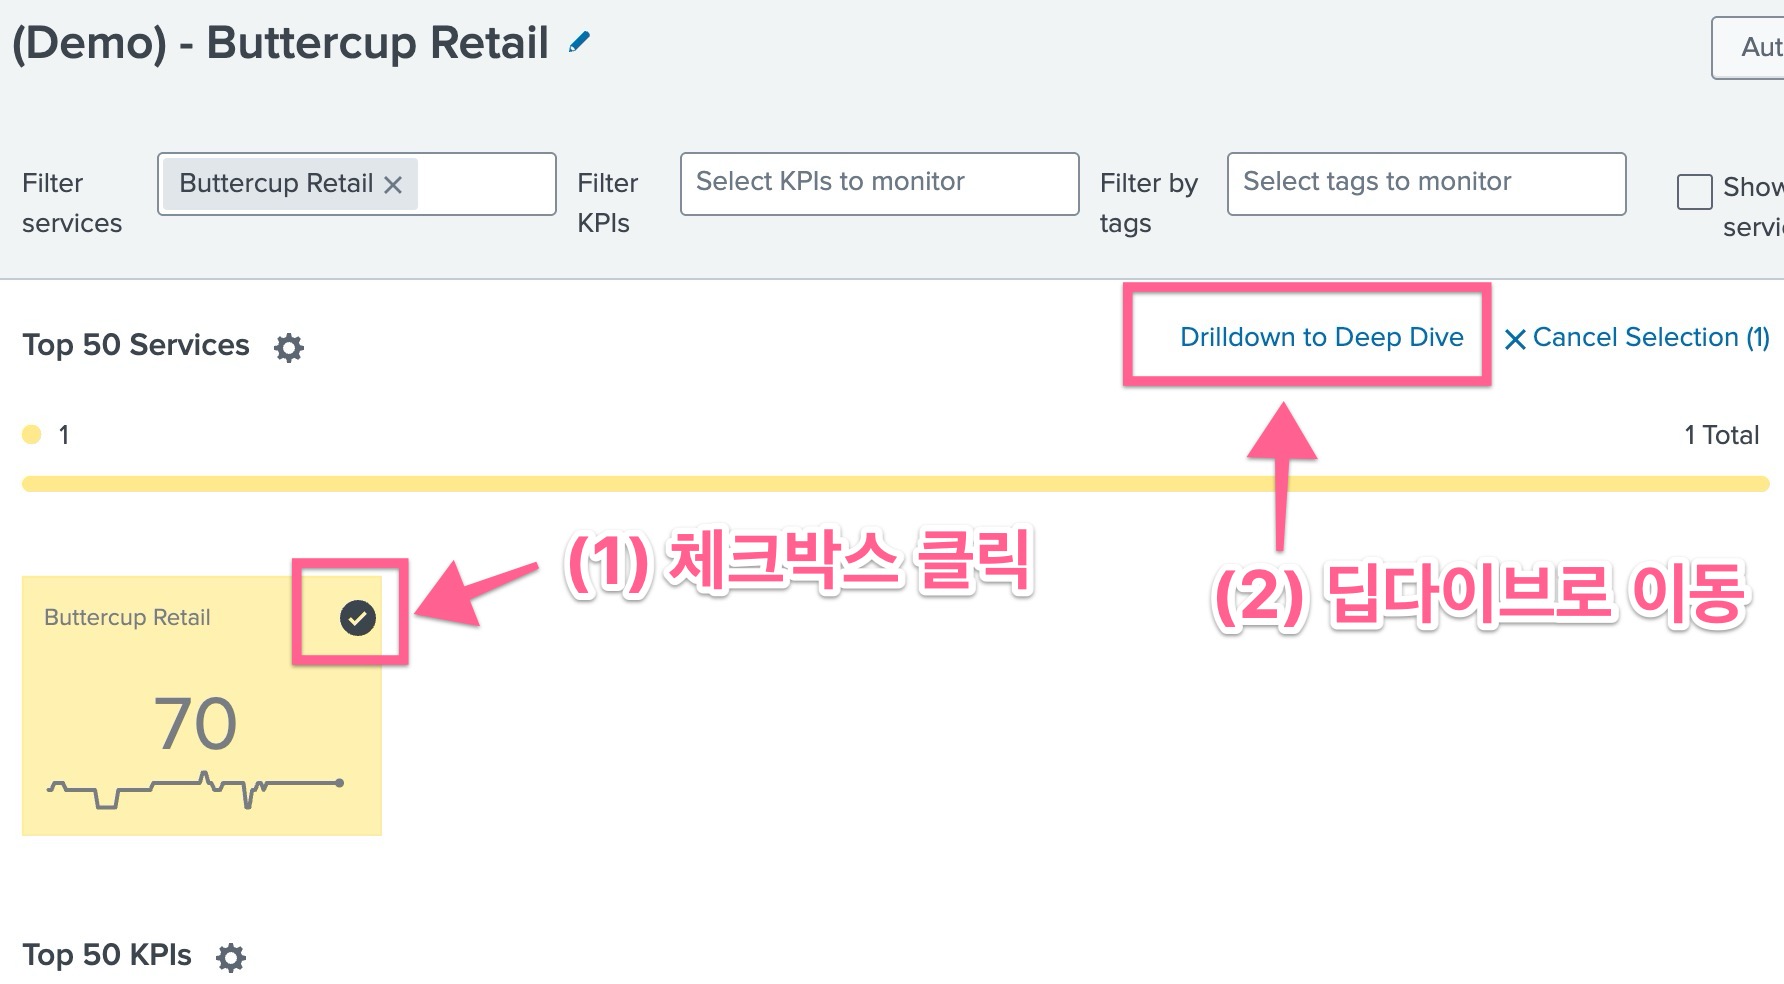 (Demo) - Buttercup Retail
Aut
Filter services
Buttercup Retail
Filter KPIs
Select KPIs to monitor
Filter by tags
Select tags to monitor
Show
servi
Top 50 Services
Drilldown to Deep Dive
Cancel Selection (1)
1
1 Total
(1) 체크박스 클릭
(2) 딥다이브로 이동
Buttercup Retail
70
Top 50 KPIs